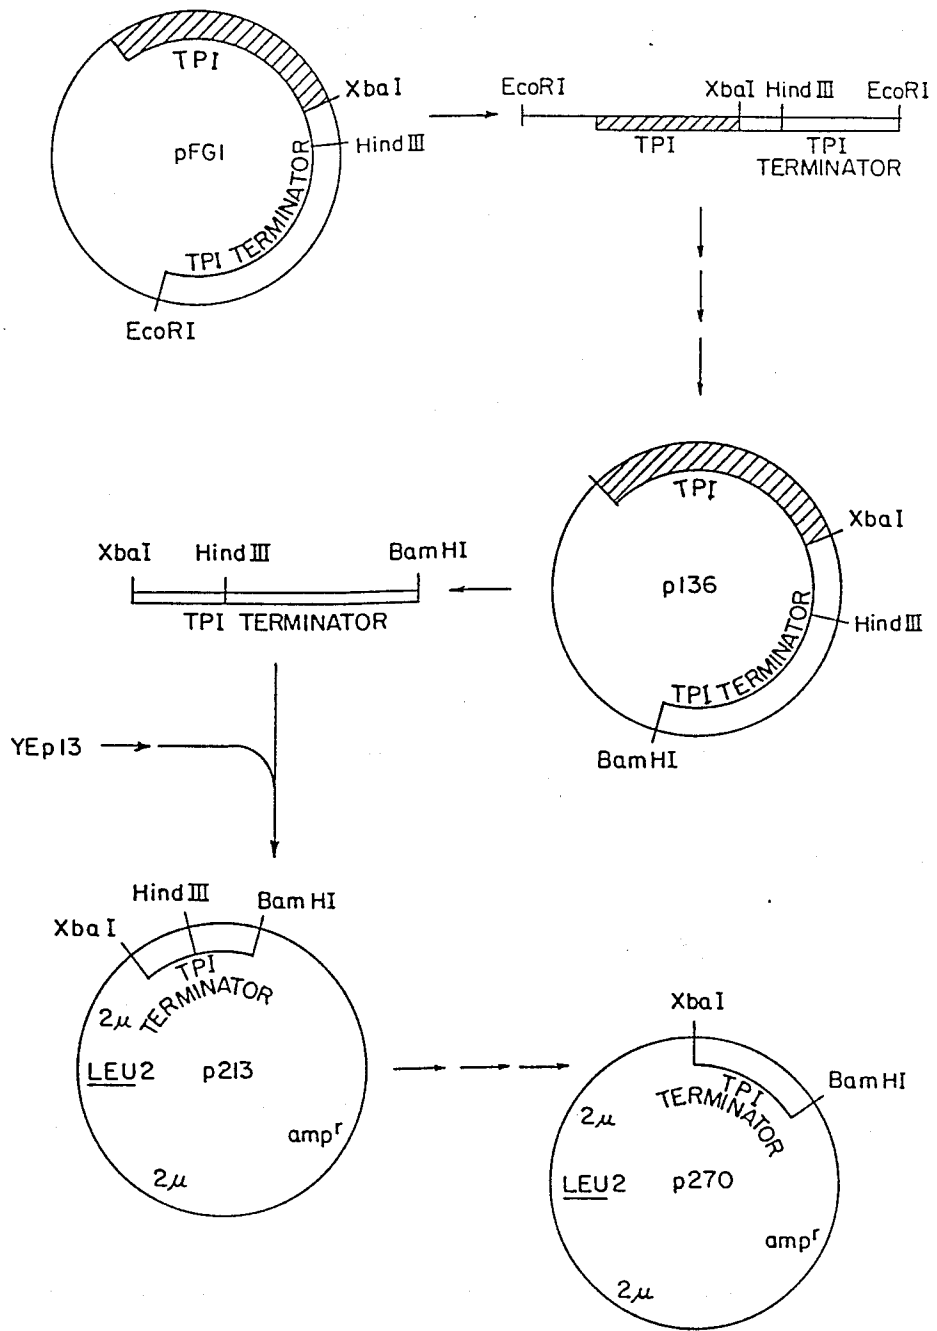 TPI
XbaI
HindIII
pFG1
TPI TERMINATOR
EcoRI
EcoRI
XbaI
HindIII
EcoRI
TPI
TPI
TERMINATOR
TPI
XbaI
p136
HindIII
TPI TERMINATOR
BamHI
XbaI
HindIII
BamHI
TPI TERMINATOR
YEp13
HindIII
BamHI
XbaI
TPI
TERMINATOR
2μ
LEU2
p213
ampr
2μ
XbaI
BamHI
TPI
TERMINATOR
2μ
LEU2
p270
ampr
2μ